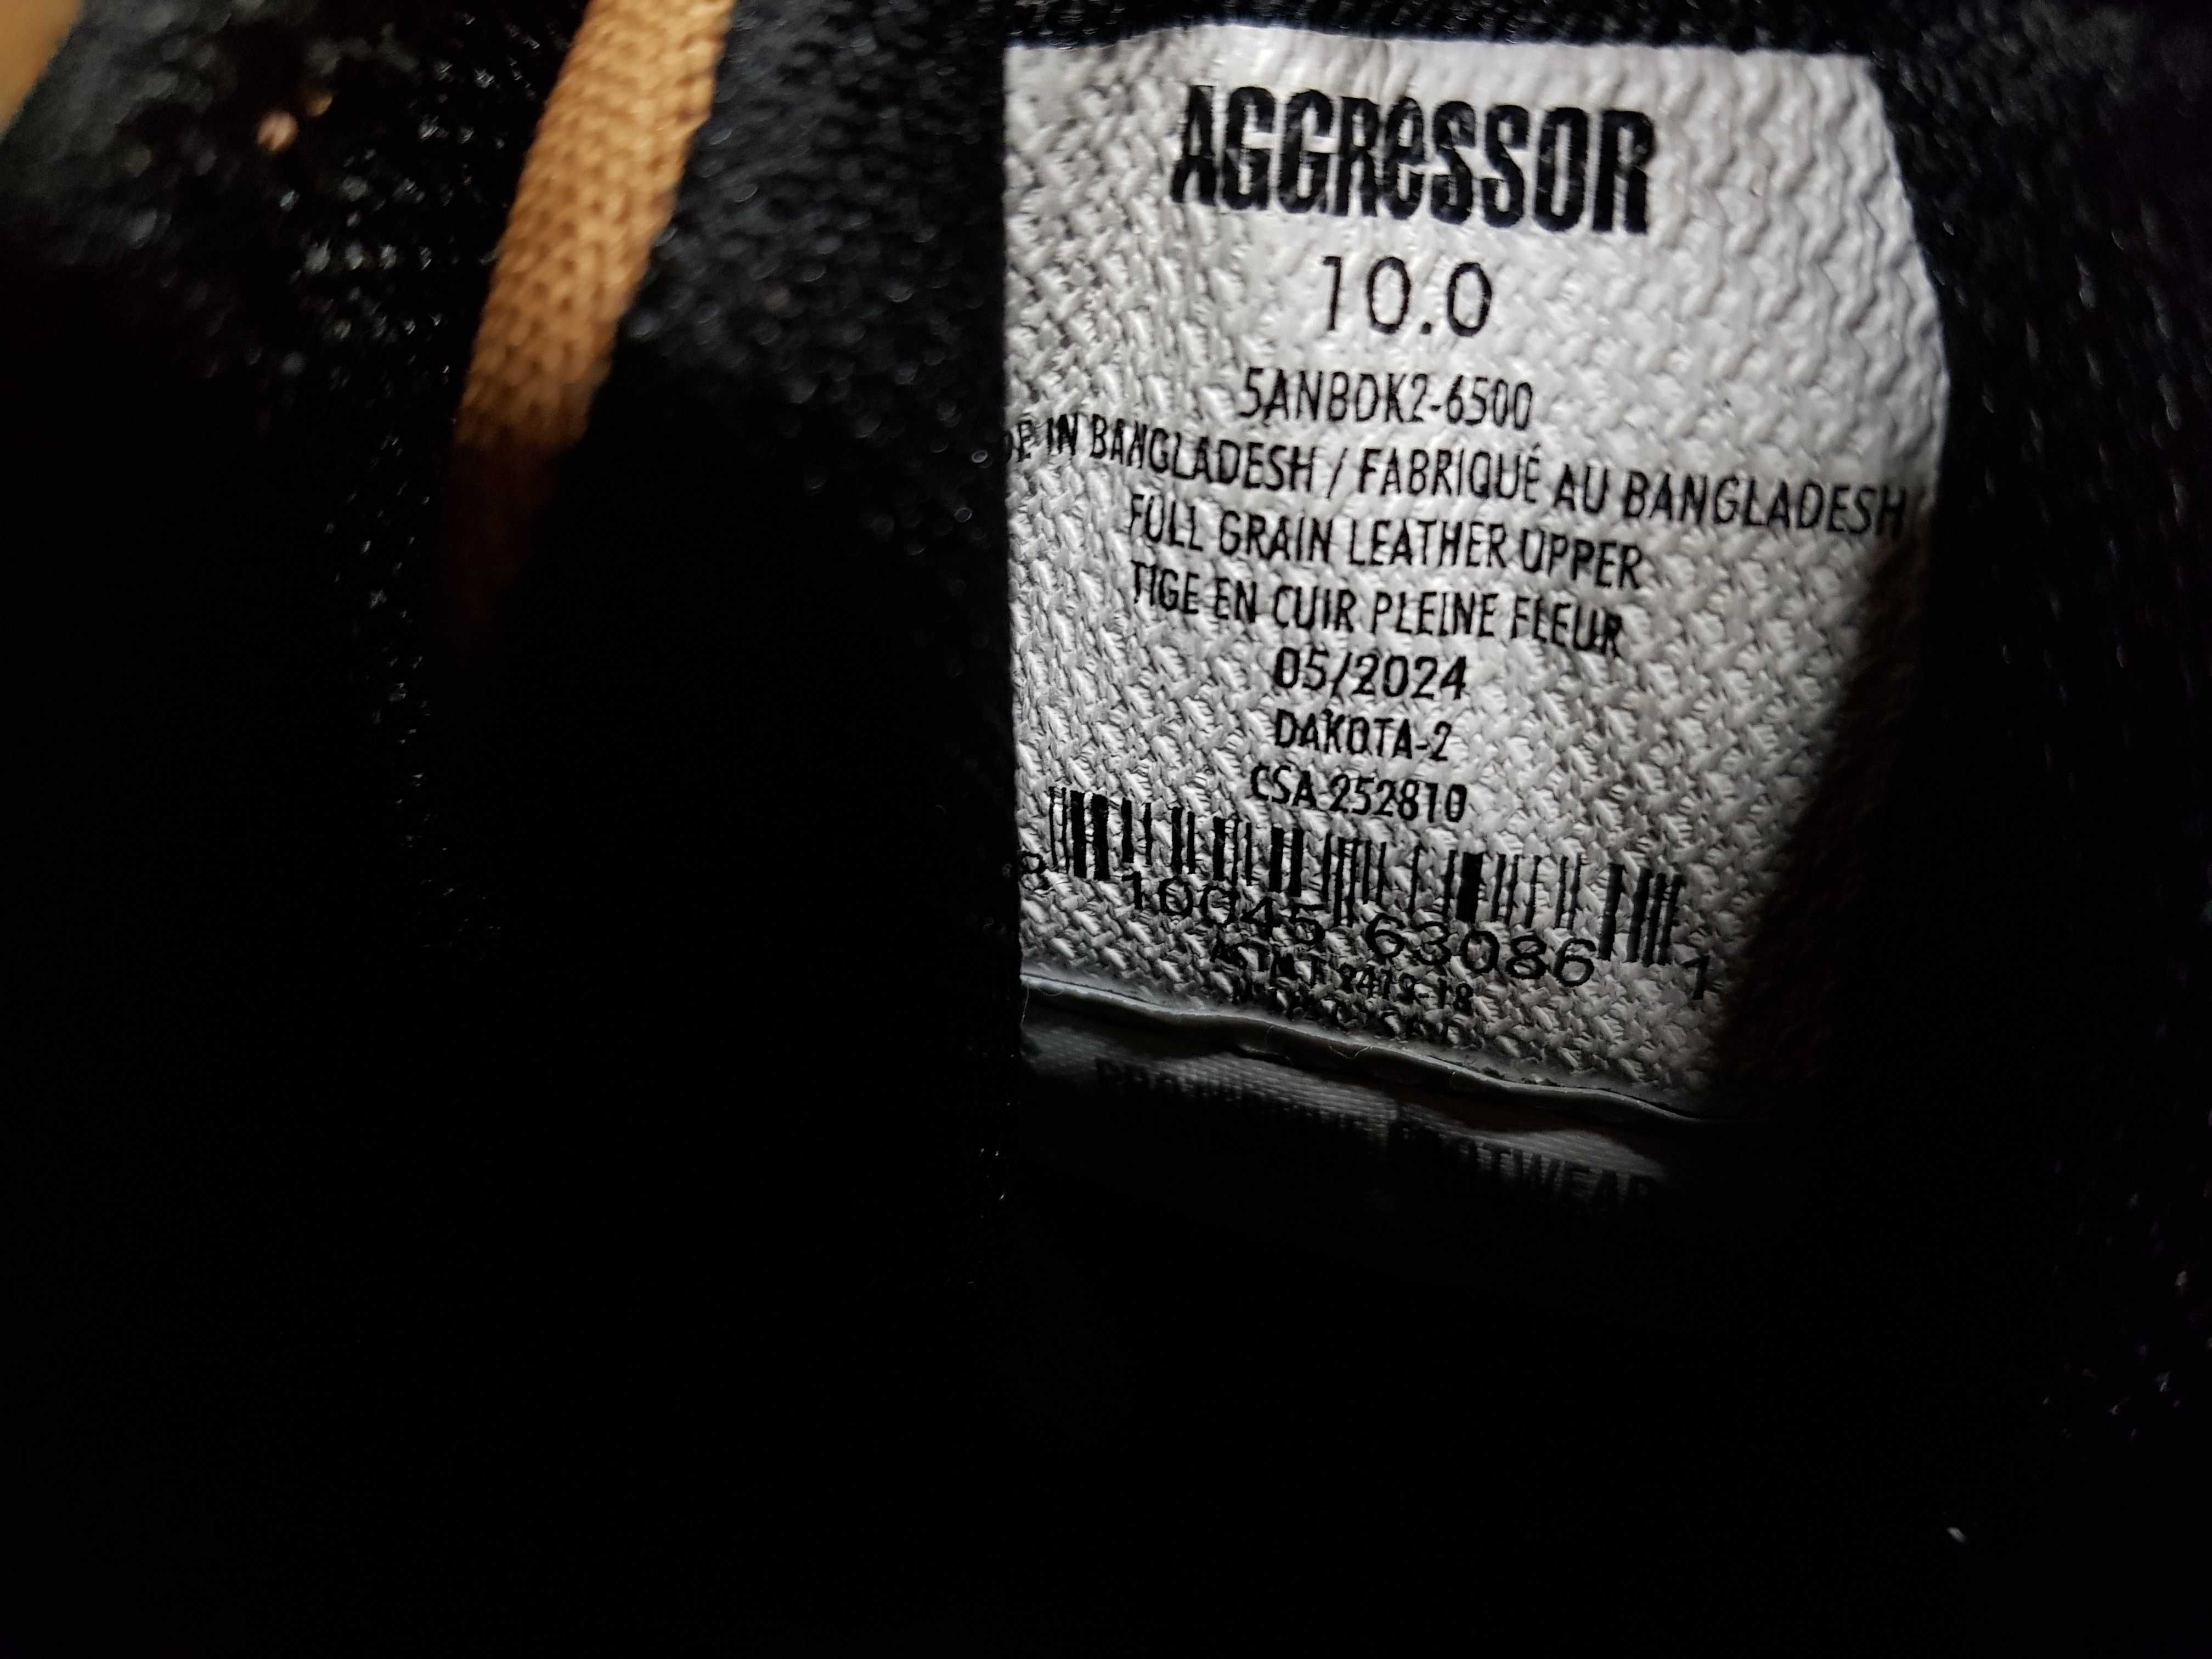 AGGRESSOR
10.0
5ANBDK2-6500
IN BANGLADESH / FABRIQUÉ AU BANGLADESH
FULL GRAIN LEATHER UPPER
TIGE EN CUIR PLEINE FLEUR
05/2024
DAKOTA-2
CSA 252810
10045 63086 1
FOOTWEAR